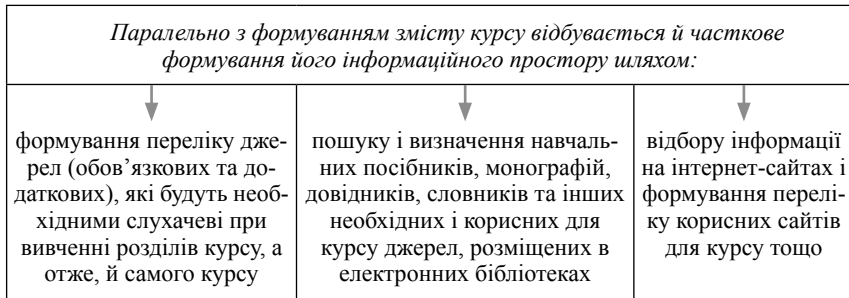 Паралельно з формуванням змісту курсу відбувається й часткове
формування його інформаційного простору шляхом:
формування переліку дже-
рел (обов’язкових та до-
даткових), які будуть необ-
хідними слухачеві при
вивченні розділів курсу, а
отже, й самого курсу
пошуку і визначення навчаль-
них посібників, монографій,
довідників, словників та інших
необхідних і корисних для
курсу джерел, розміщених в
електронних бібліотеках
відбору інформації
на інтернет-сайтах і
формування перелі-
ку корисних сайтів
для курсу тощо